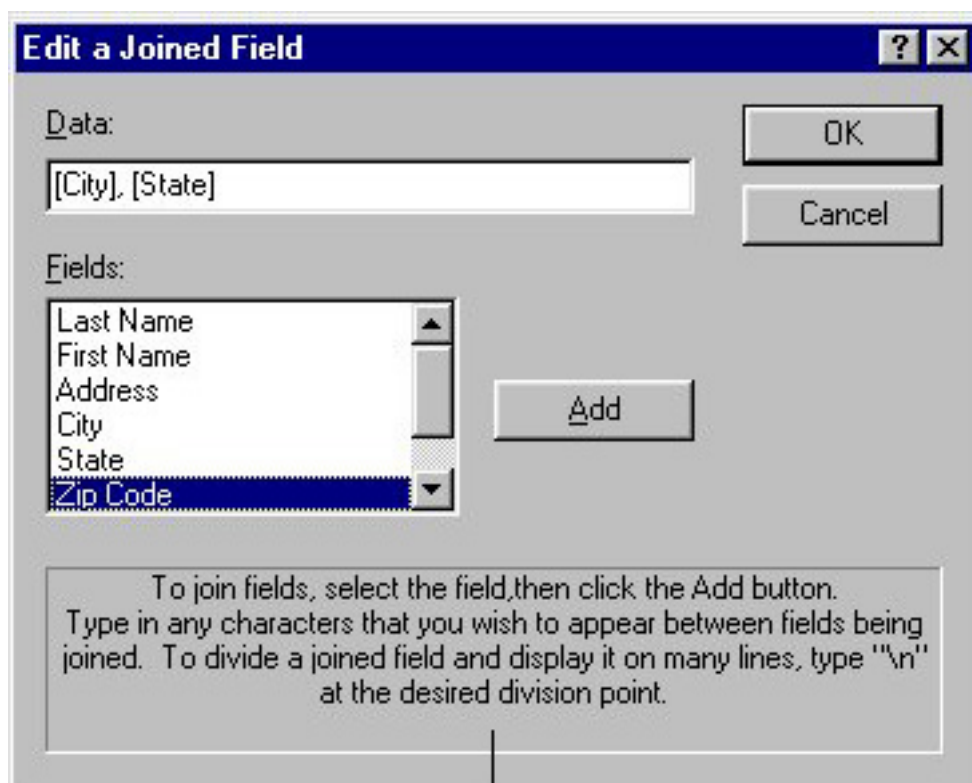 Edit a Joined Field
?
Data:
OK
[City], [State]
Cancel
Fields:
Last Name
First Name
Address
City
State
Zip Code
Add
To join fields, select the field,then click the Add button.
Type in any characters that you wish to appear between fields being
joined. To divide a joined field and display it on many lines, type "\n"
at the desired division point.